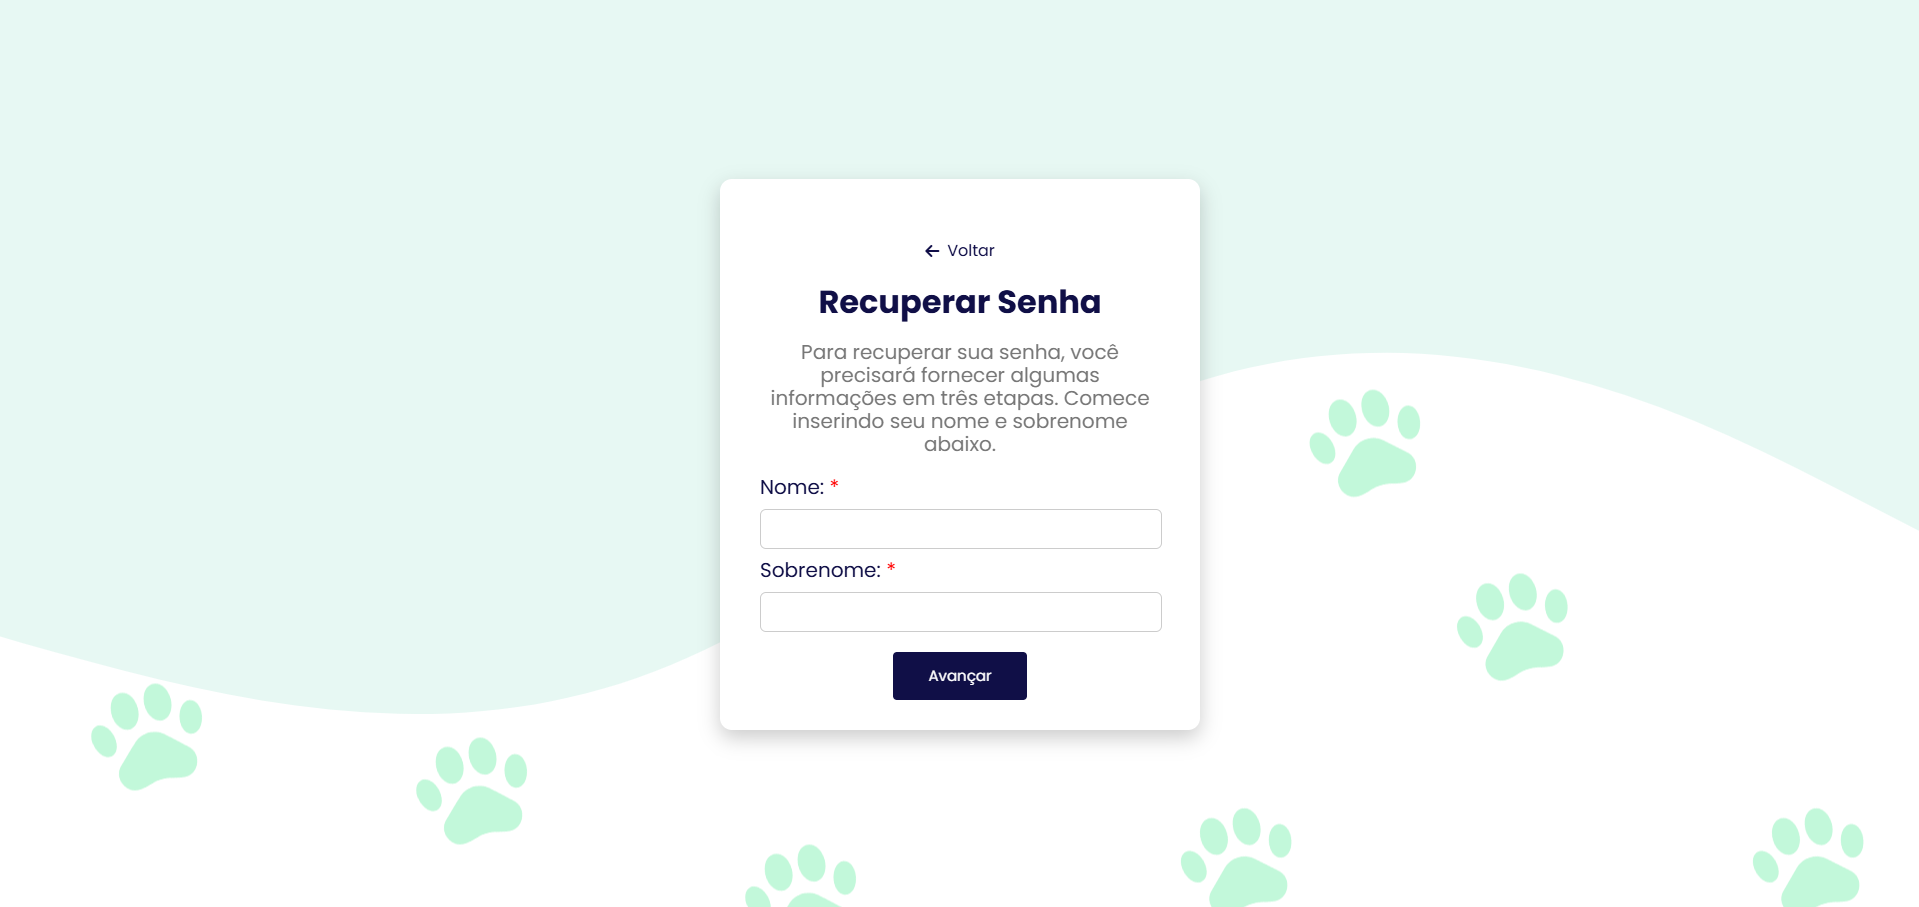 Voltar
Recuperar Senha
Para recuperar sua senha, você
precisará fornecer algumas
informações em três etapas. Comece
inserindo seu nome e sobrenome
abaixo.
Nome: *
Sobrenome: *
Avançar